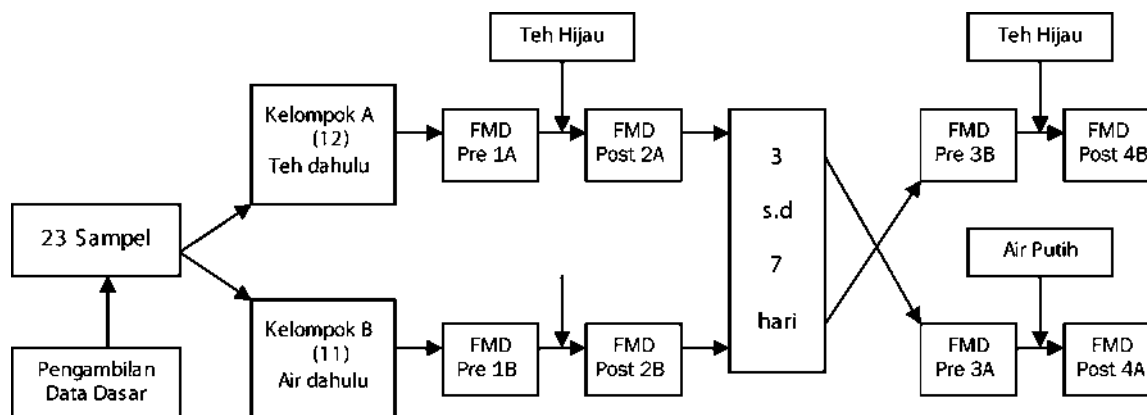 Teh Hijau
Teh Hijau
Kelompok A
(12)
Teh dahulu
FMD
Pre 1A
FMD
Post 2A
3
s.d
7
hari
FMD
Pre 3B
FMD
Post 4B
23 Sampel
Air Putih
Kelompok B
(11)
Air dahulu
FMD
Pre 1B
FMD
Post 2B
FMD
Pre 3A
FMD
Post 4A
Pengambilan
Data Dasar